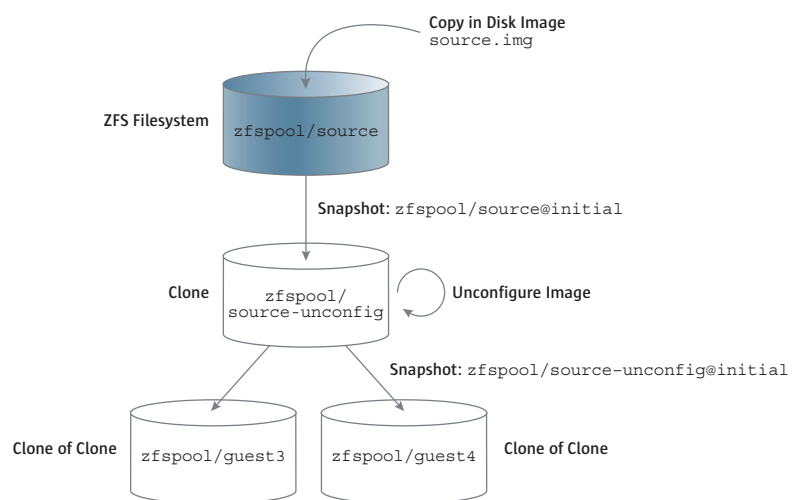 Copy in Disk Image
source.img
ZFS Filesystem
zfspool/source
Snapshot: zfspool/source@initial
Clone
zfspool/
source-unconfig
Unconfigure Image
Snapshot: zfspool/source-unconfig@initial
Clone of Clone
zfspool/guest3
zfspool/guest4
Clone of Clone